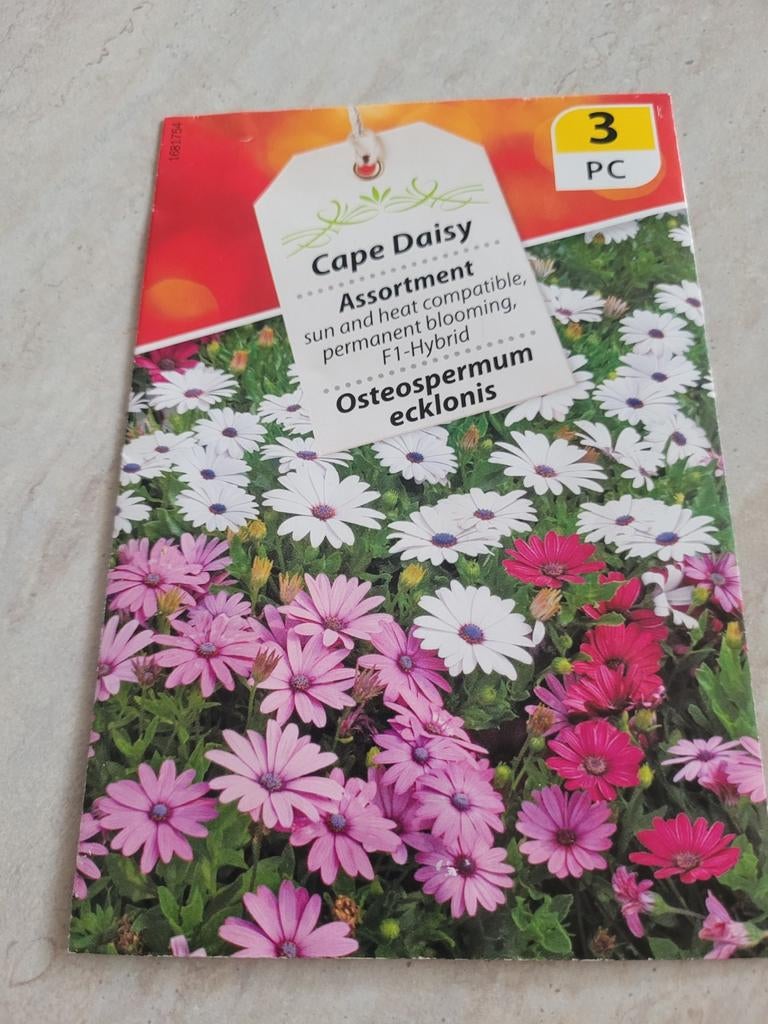 1681754
3
PC
Cape Daisy
Assortment
sun and heat compatible,
permanent blooming,
F1-Hybrid
Osteospermum
ecklonis